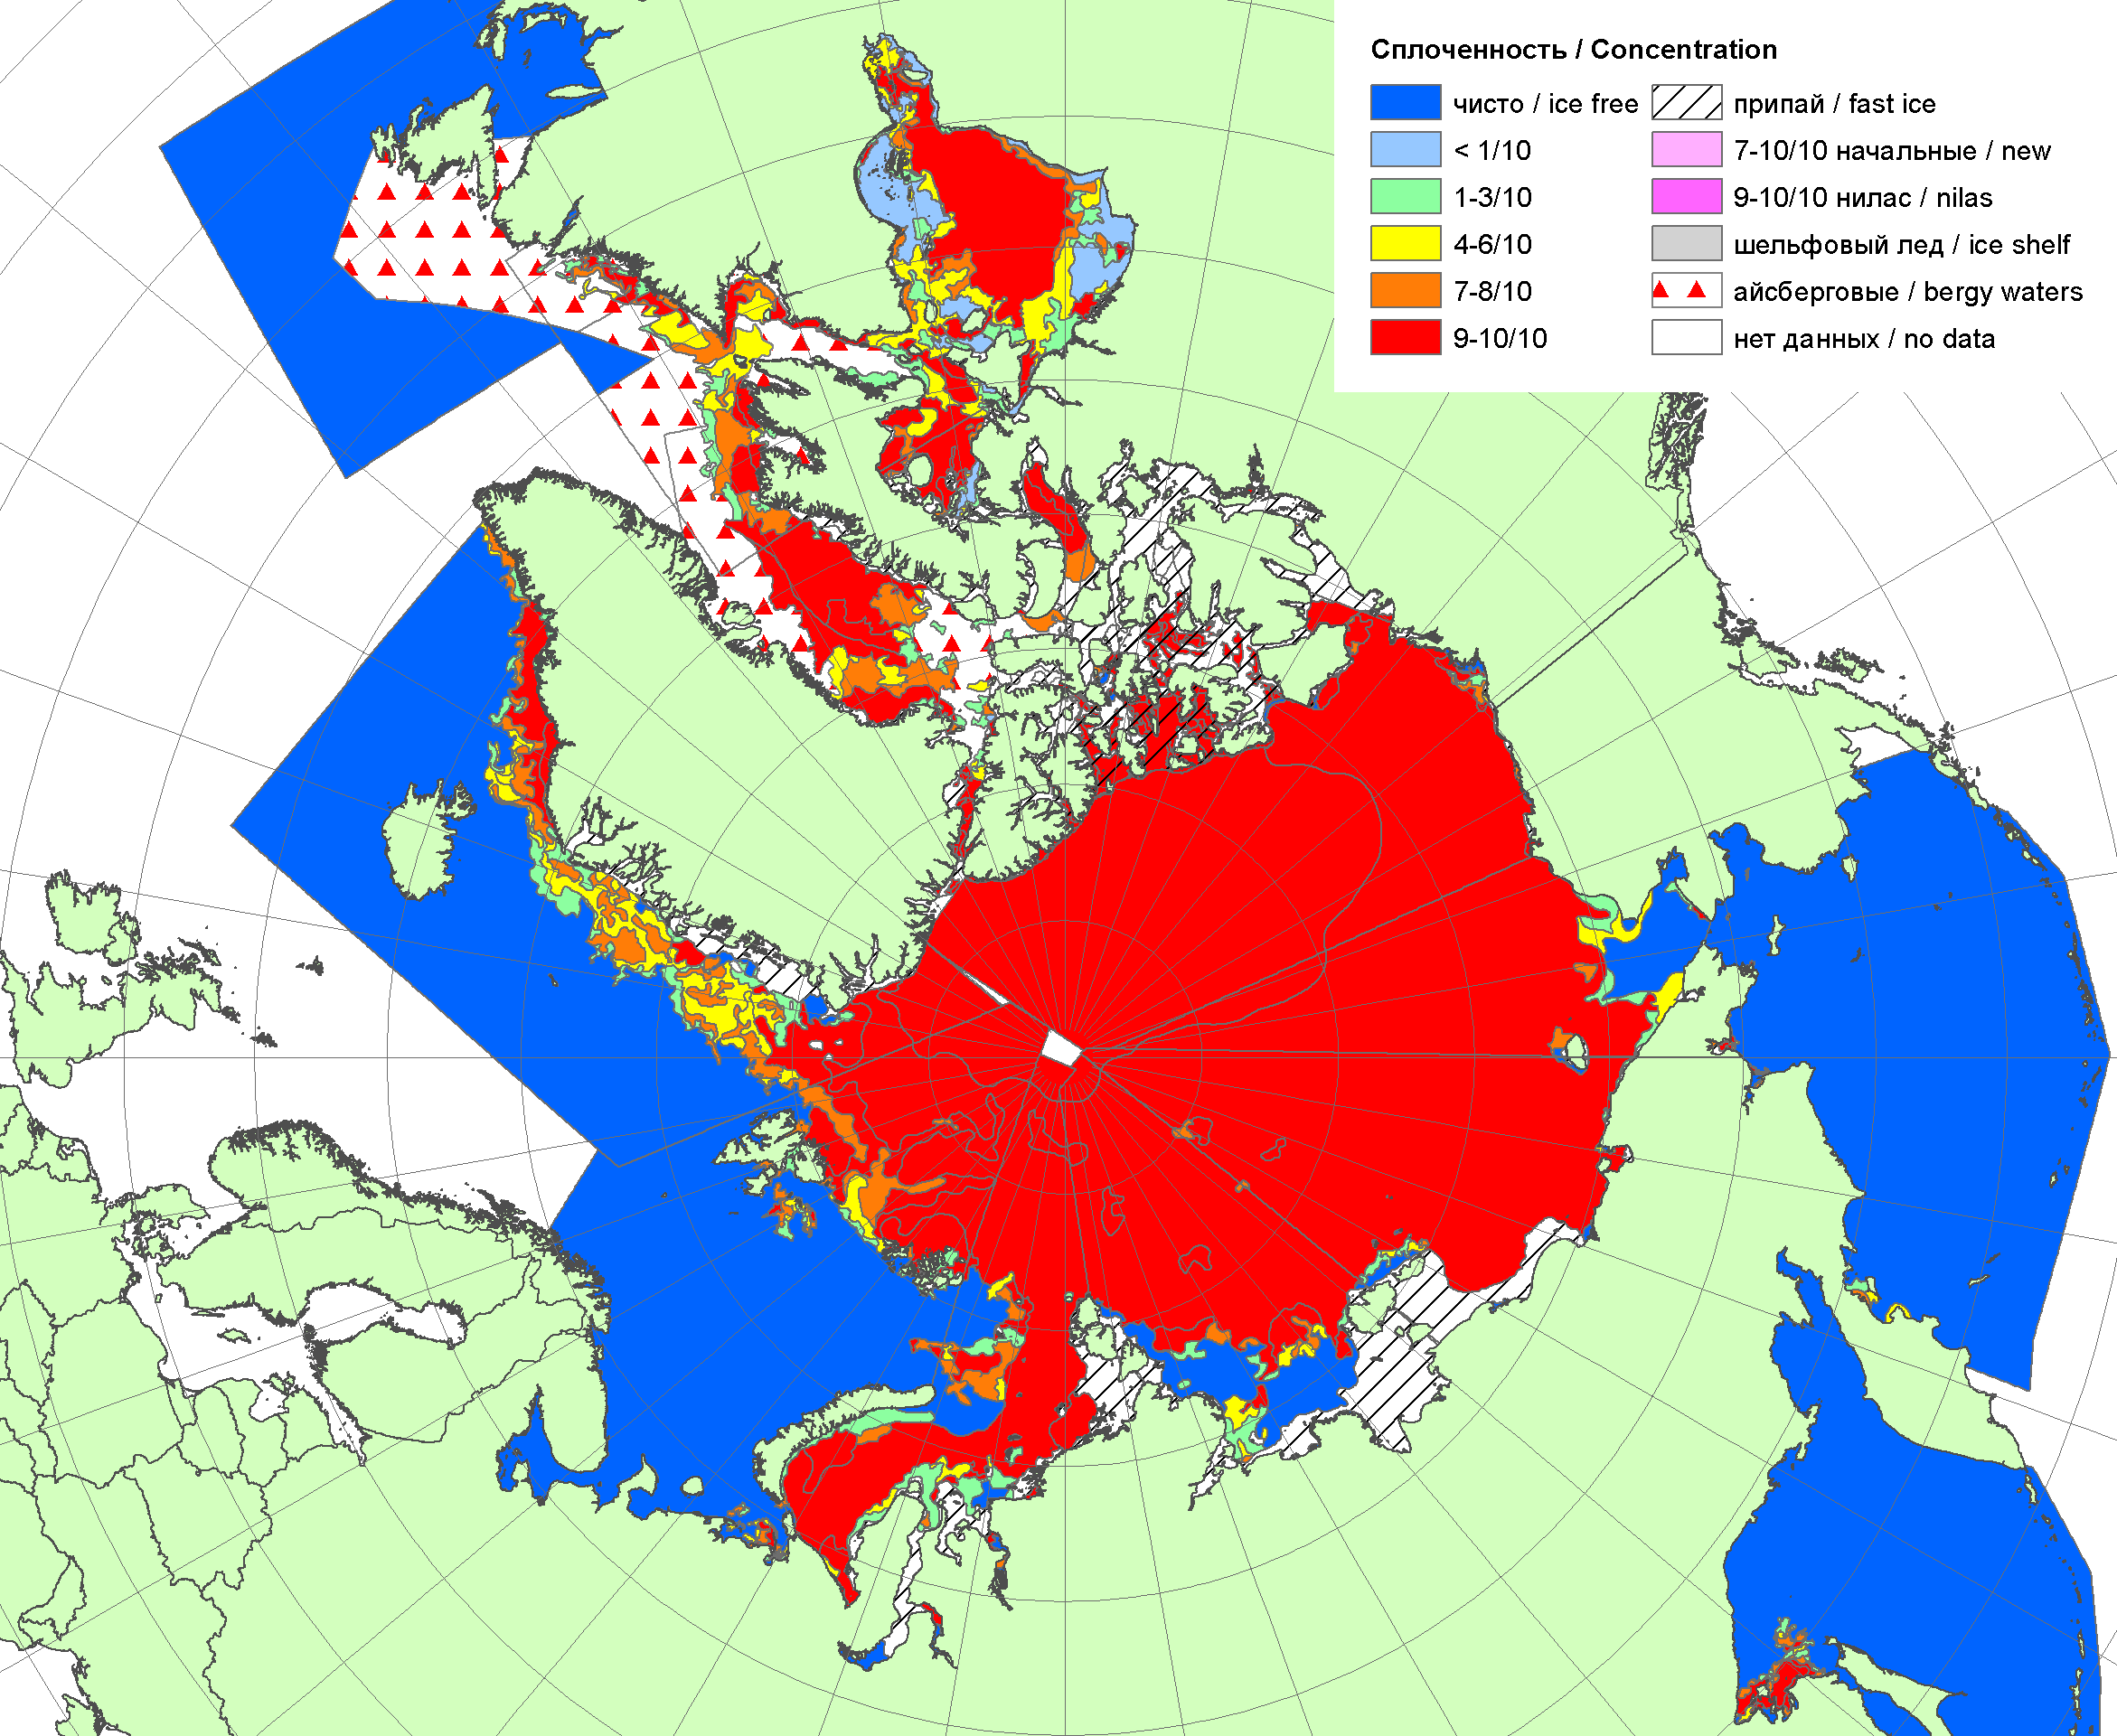 Сплоченность / Concentration
чисто / ice free
< 1/10
1-3/10
4-6/10
7-8/10
9-10/10
припай / fast ice
7-10/10 начальные / new
9-10/10 нилас / nilas
шельфовый лед / ice shelf
айсберговые / bergy waters
нет данных / no data